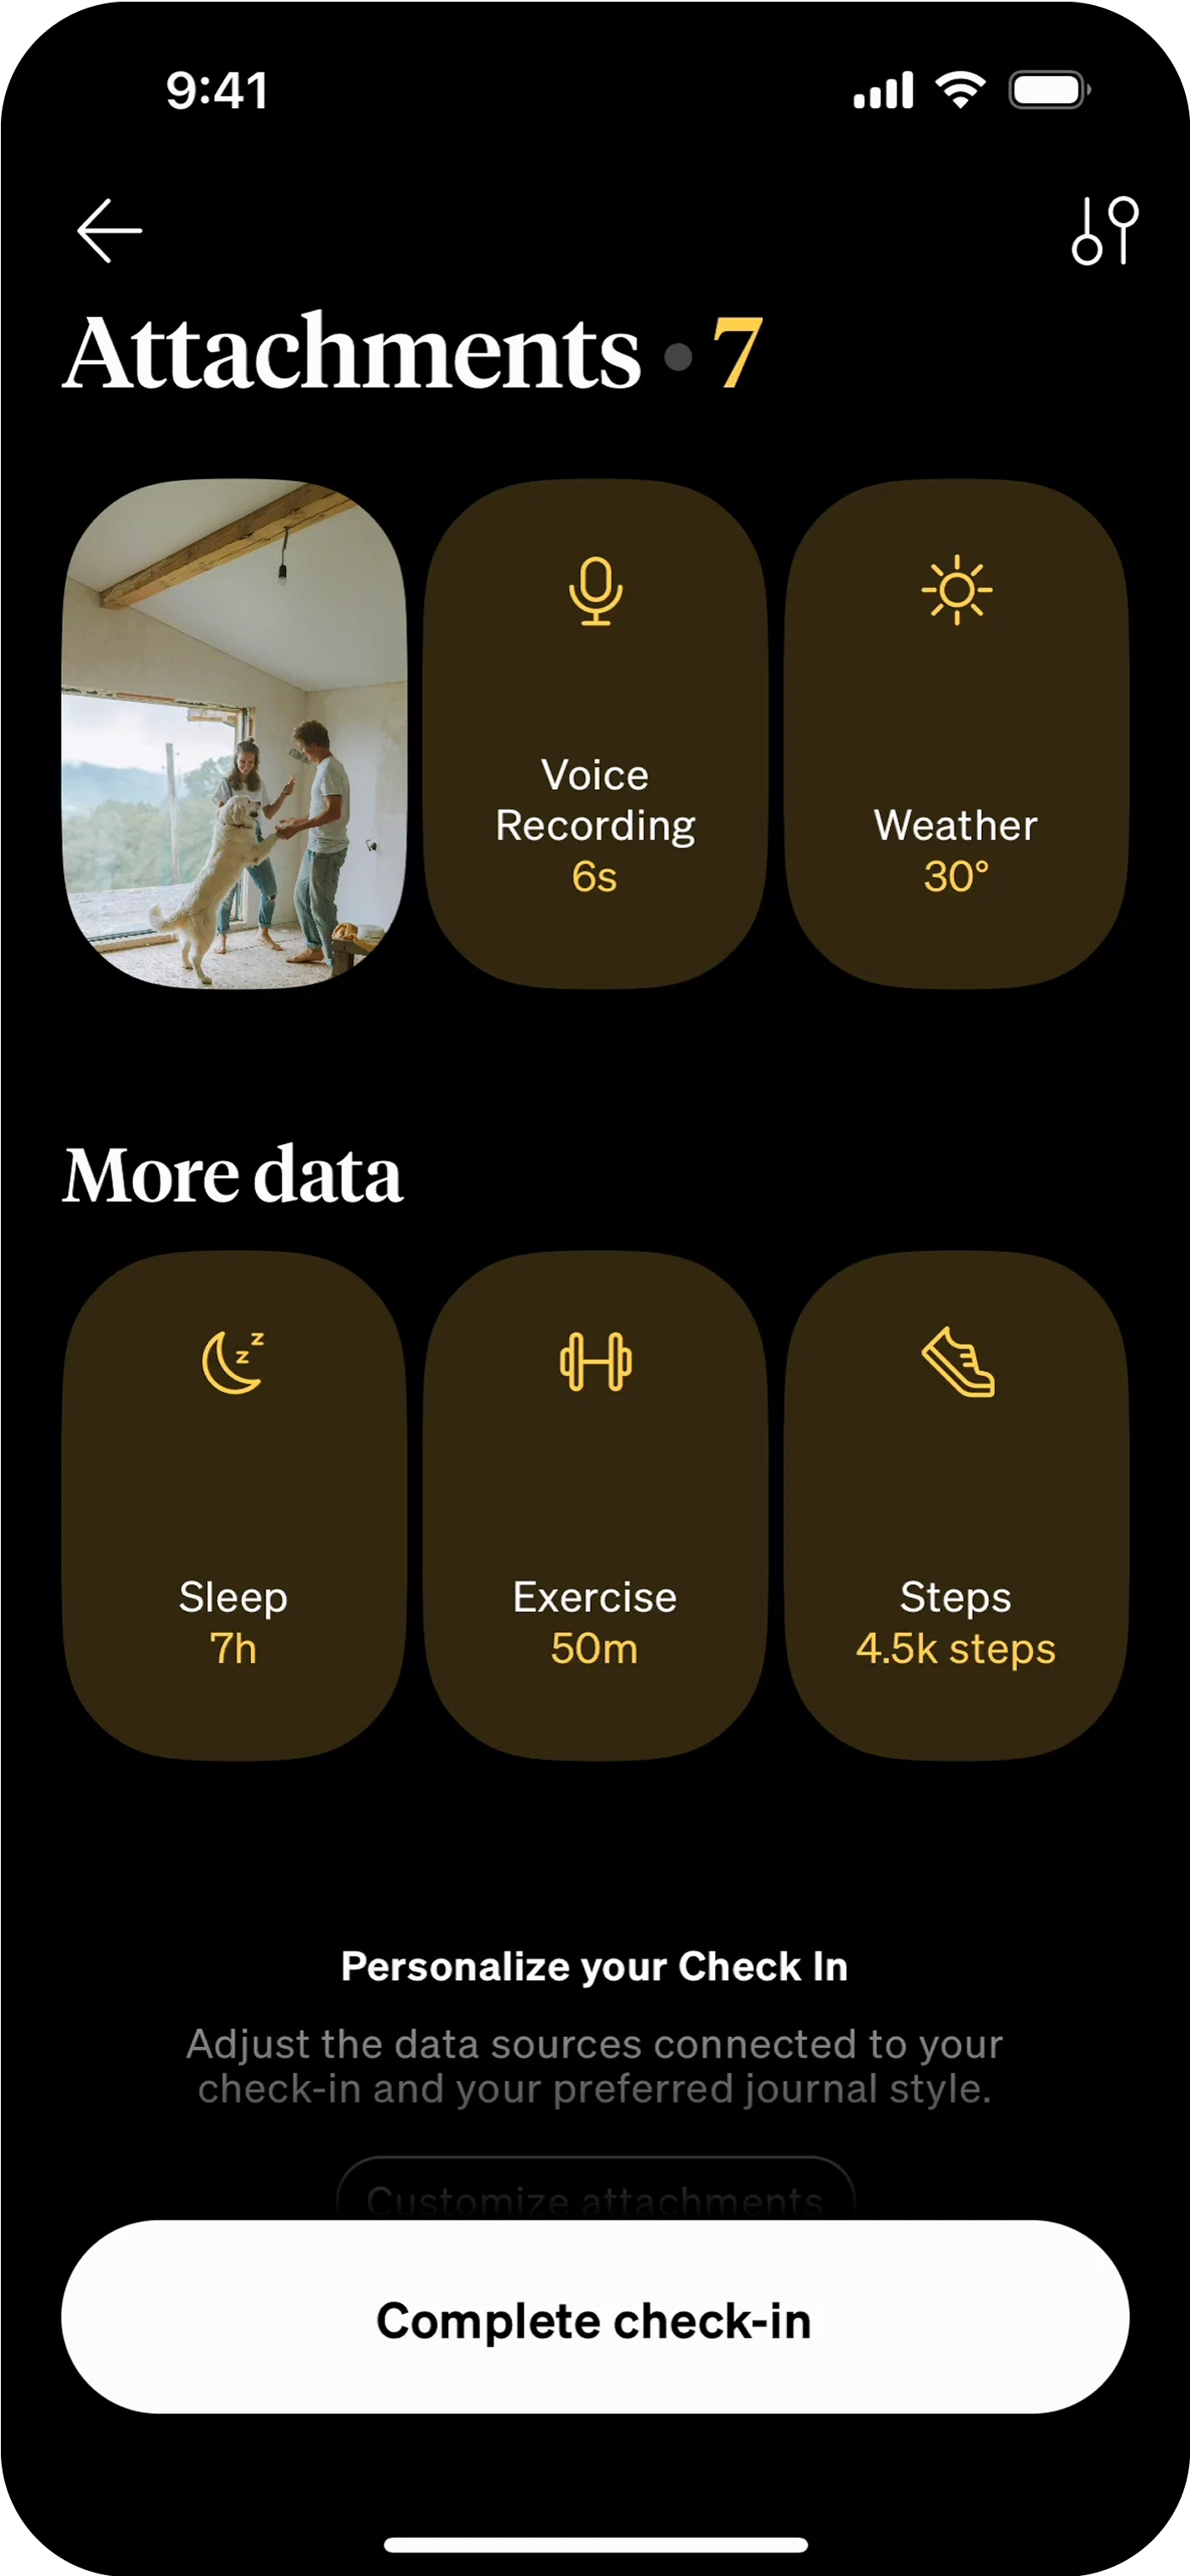 9:41
Attachments • 7
Voice
Recording
6s
Weather
30°
More data
Sleep
7h
Exercise
50m
Steps
4.5k steps
Personalize your Check In
Adjust the data sources connected to your
check-in and your preferred journal style.
Customize attachments
Complete check-in